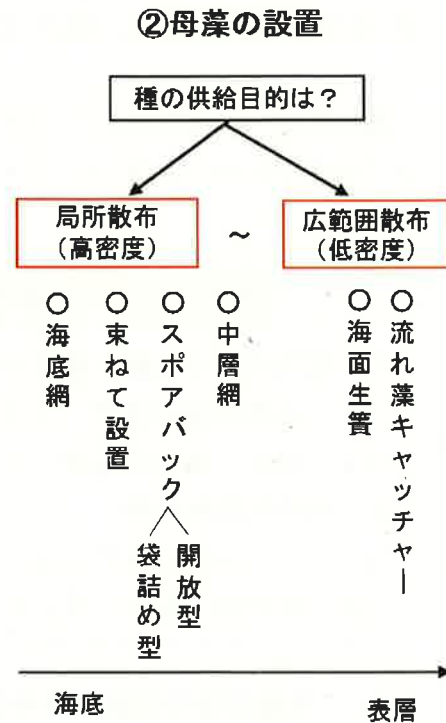 ②母藻の設置
種の供給目的は？
局所散布
（高密度）
～
広範囲散布
（低密度）
○海底網
○束ねて設置
○スポアバック
袋詰め型
開放型
○中層網
○海面生簀
○流れ藻キャッチャー
海底
表層